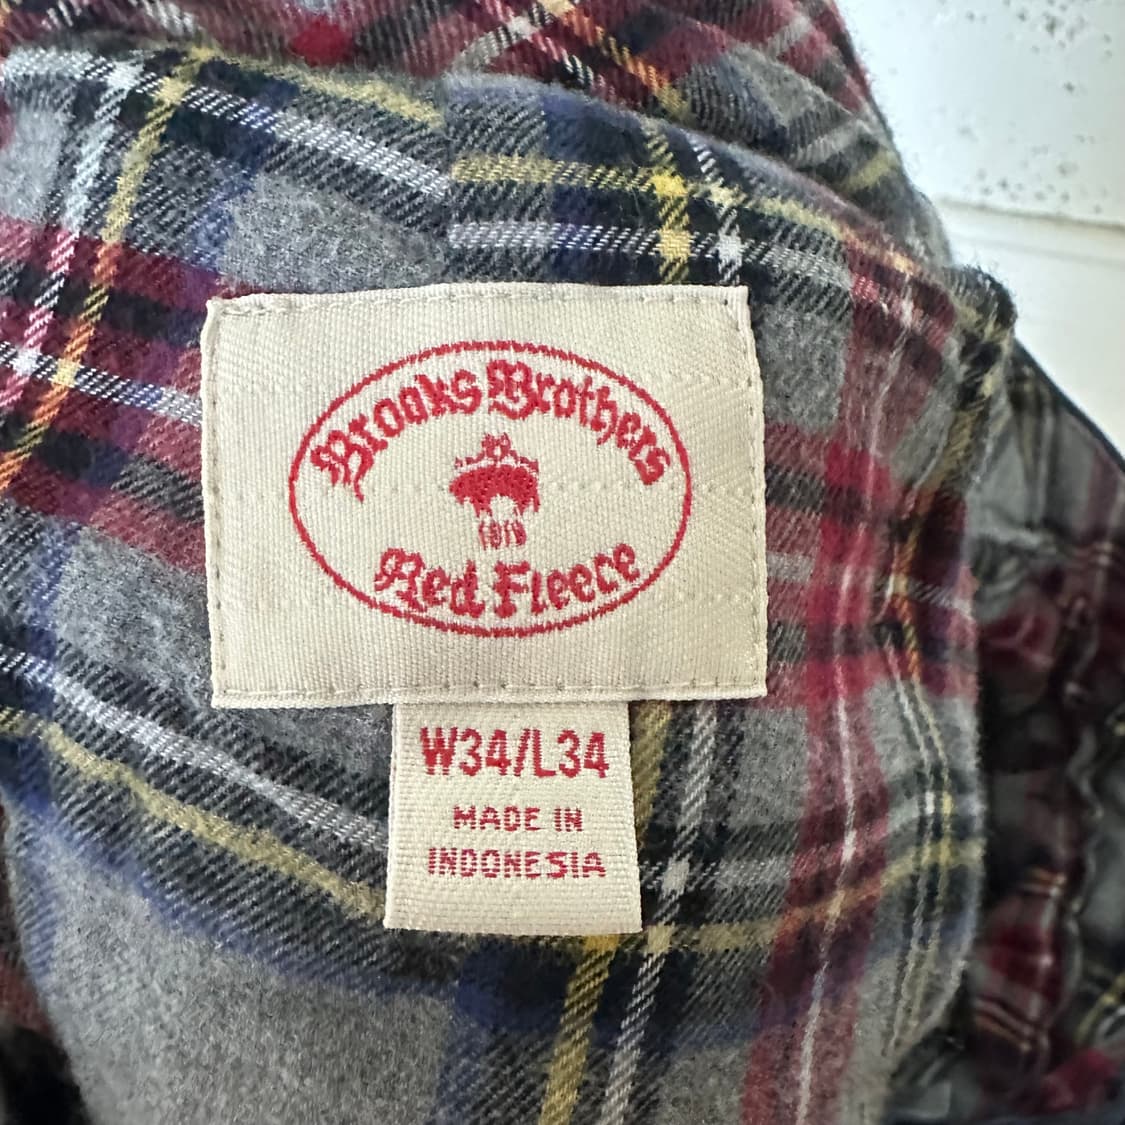 Brooks Brothers
1818
Red Fleece
W34/L34
MADE IN
INDONESIA